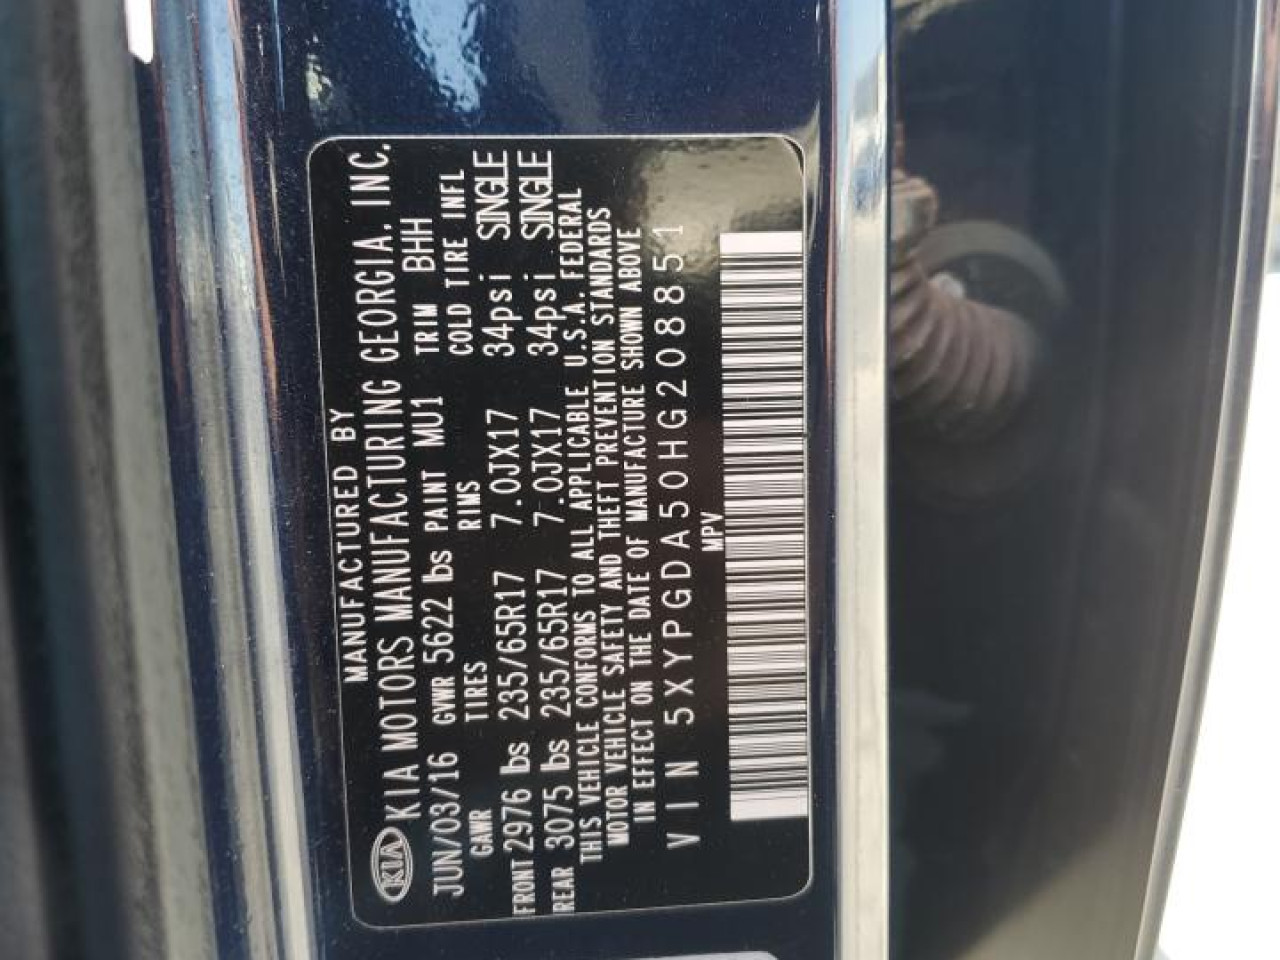 MANUFACTURED BY
KIA KIA MOTORS MANUFACTURING GEORGIA, INC.
JUN/03/16 GVWR 5622 lbs PAINT MU1 TRIM BHH
GAWR TIRES RIMS COLD TIRE INFL
FRONT 2976 lbs 235/65R17 7.0JX17 34psi SINGLE
REAR 3075 lbs 235/65R17 7.0JX17 34psi SINGLE
THIS VEHICLE CONFORMS TO ALL APPLICABLE U.S.A. FEDERAL
MOTOR VEHICLE SAFETY AND THEFT PREVENTION STANDARDS
IN EFFECT ON THE DATE OF MANUFACTURE SHOWN ABOVE
VIN 5XYPGDA50HG208851
MPV